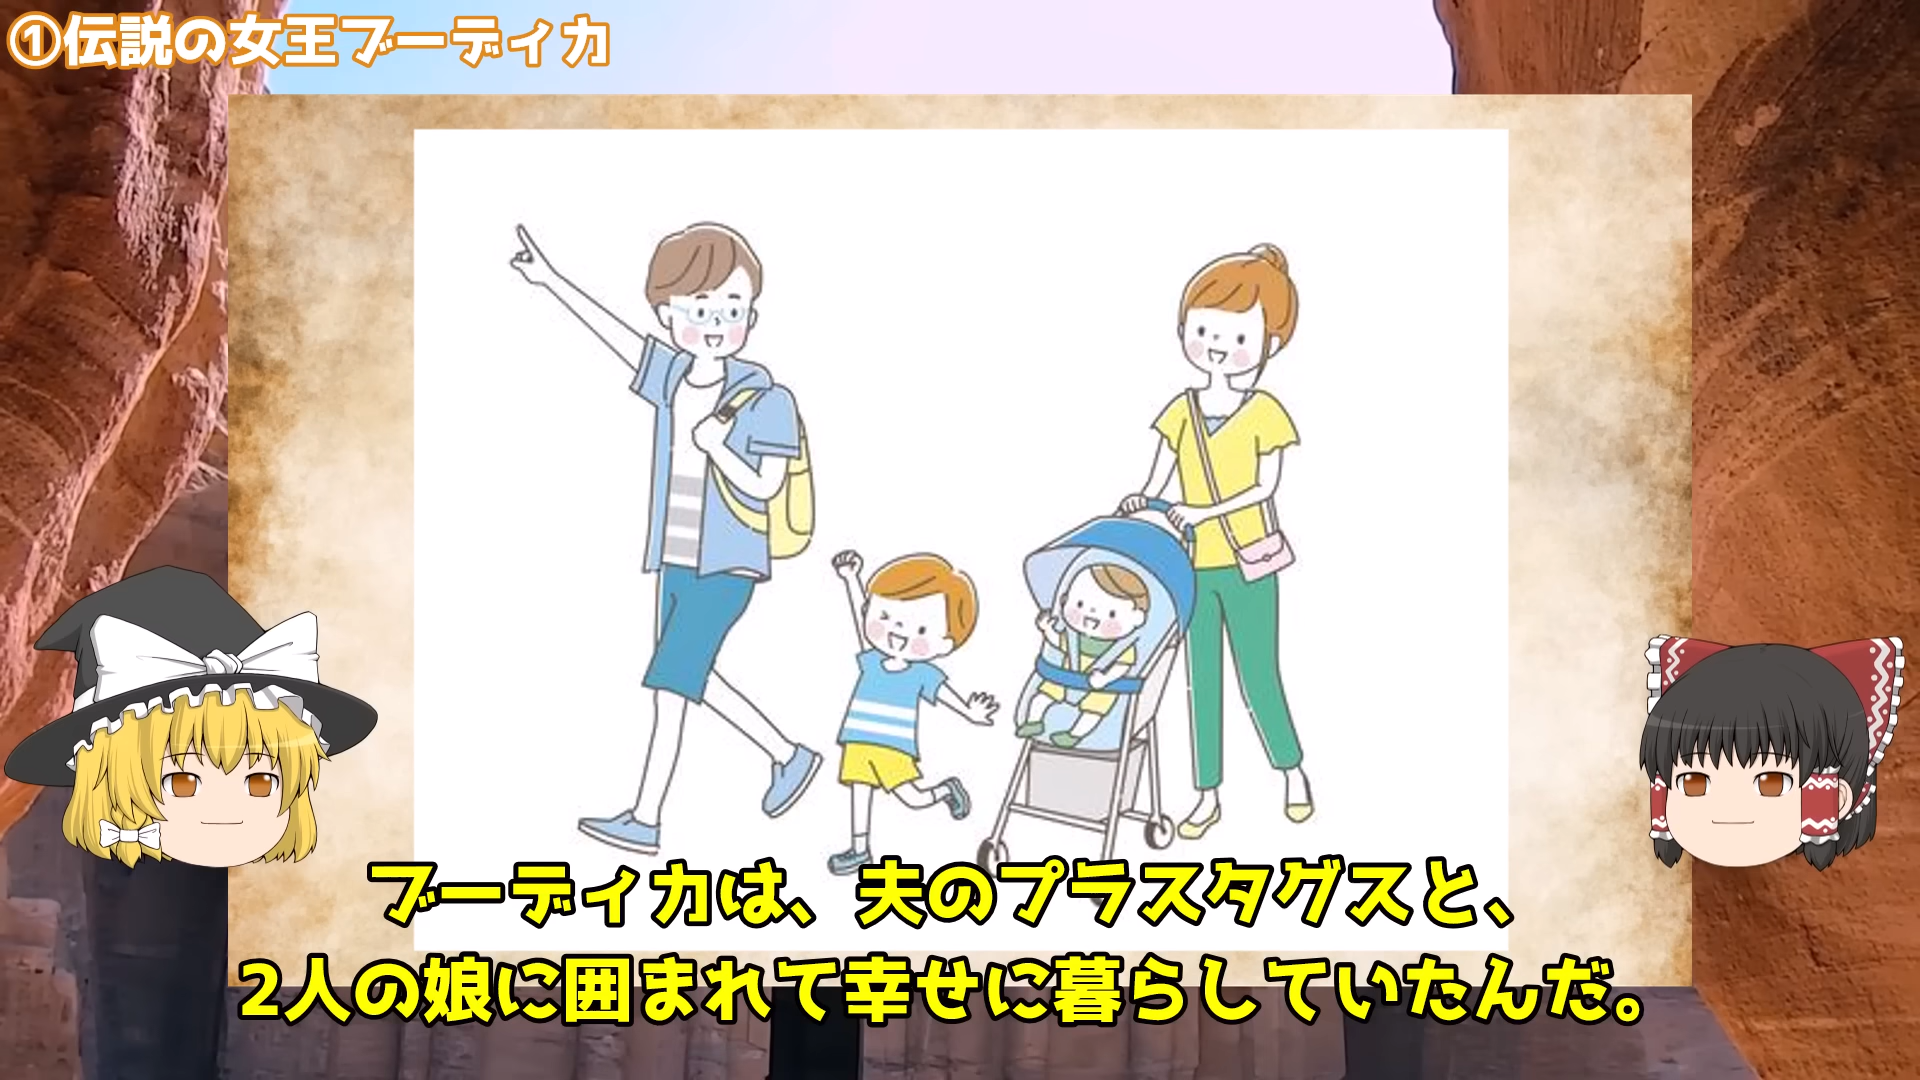 ①伝説の女王ブーディカ
ブーディカは、夫のプラスタグスと、
2人の娘に囲まれて幸せに暮らしていたんだ。